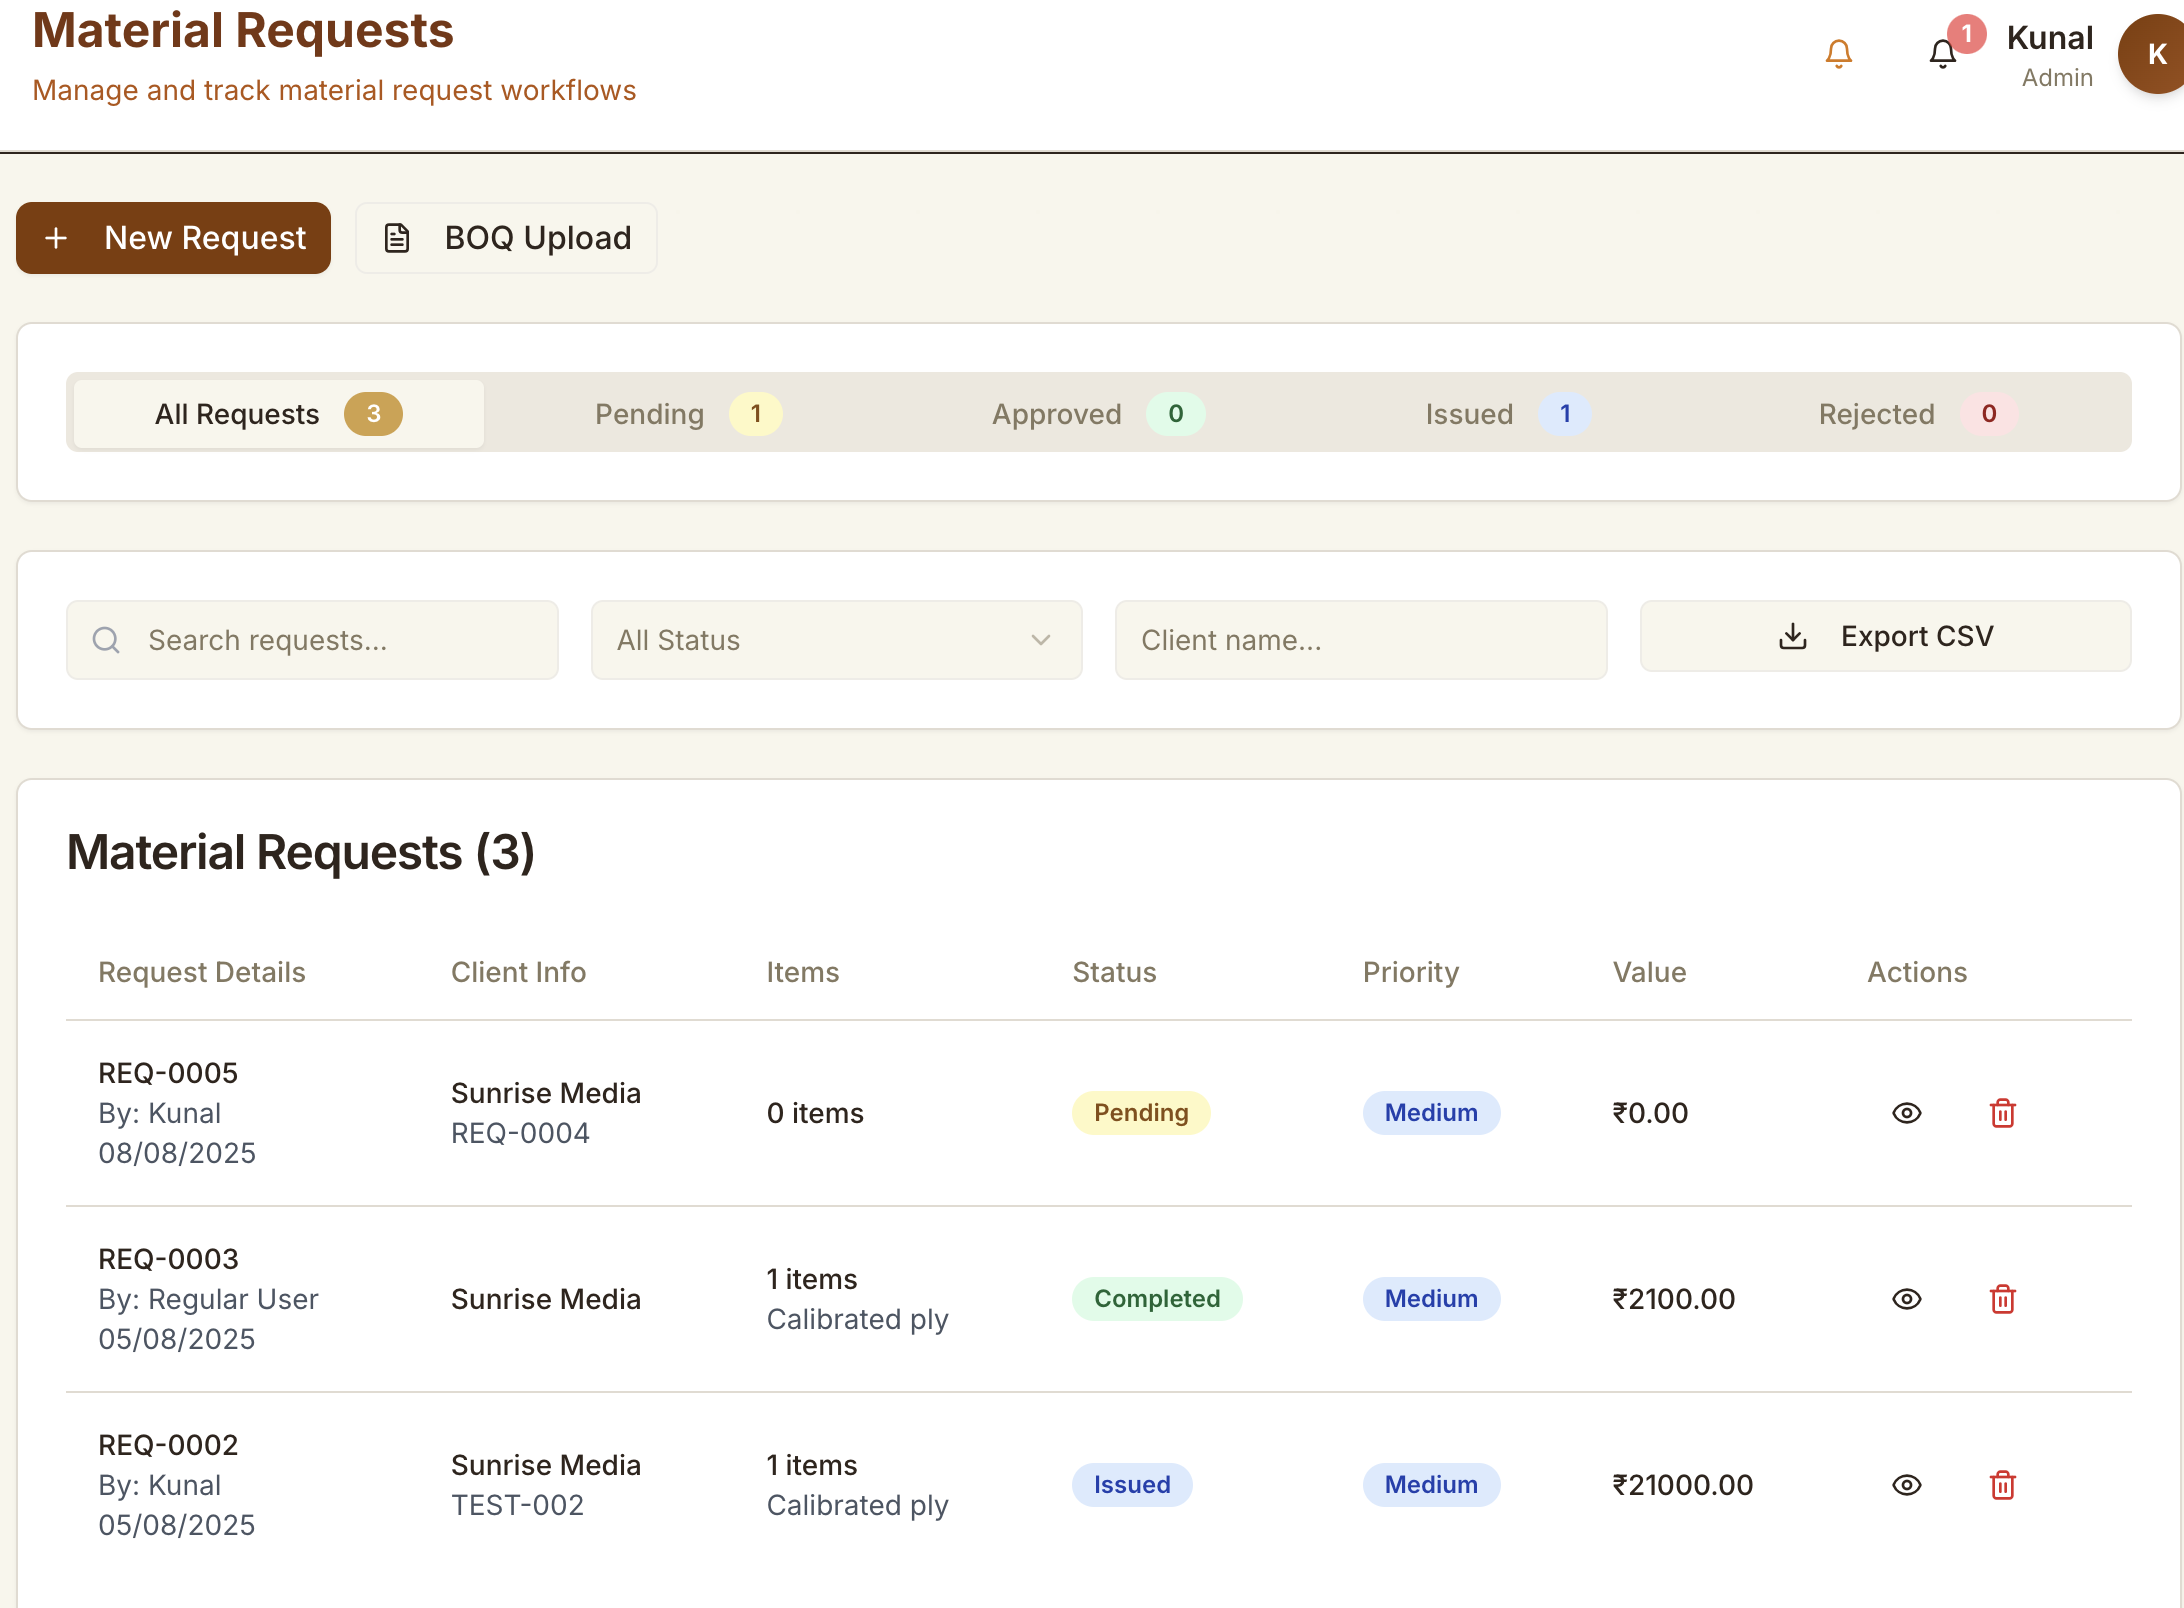 Material Requests
Manage and track material request workflows
1
Kunal
Admin
K
New Request
BOQ Upload
All Requests 3
Pending 1
Approved 0
Issued 1
Rejected 0
Search requests...
All Status
Client name...
Export CSV
Material Requests (3)
Request Details Client Info Items Status Priority Value Actions
REQ-0005
By: Kunal
08/08/2025
Sunrise Media
REQ-0004
0 items
Pending
Medium
₹0.00
REQ-0003
By: Regular User
05/08/2025
Sunrise Media
1 items
Calibrated ply
Completed
Medium
₹2100.00
REQ-0002
By: Kunal
05/08/2025
Sunrise Media
TEST-002
1 items
Calibrated ply
Issued
Medium
₹21000.00